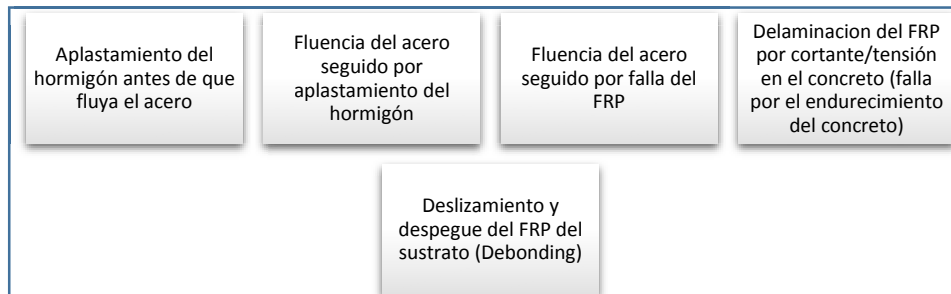 Aplastamiento del
hormigón antes de que
fluya el acero
Fluencia del acero
seguido por
aplastamiento del
hormigón
Fluencia del acero
seguido por falla del
FRP
Delaminacion del FRP
por cortante/tensión
en el concreto (falla
por el endurecimiento
del concreto)
Deslizamiento y
despegue del FRP del
sustrato (Debonding)